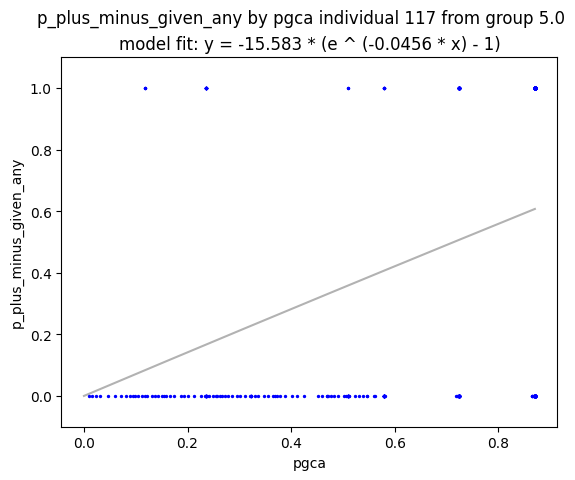 p_plus_minus_given_any by pgca individual 117 from group 5.0
model fit: y = -15.583 * (e ^ (-0.0456 * x) - 1)
1.0
0.8
0.6
0.4
0.2
0.0
p_plus_minus_given_any
0.0 0.2 0.4 0.6 0.8
pgca